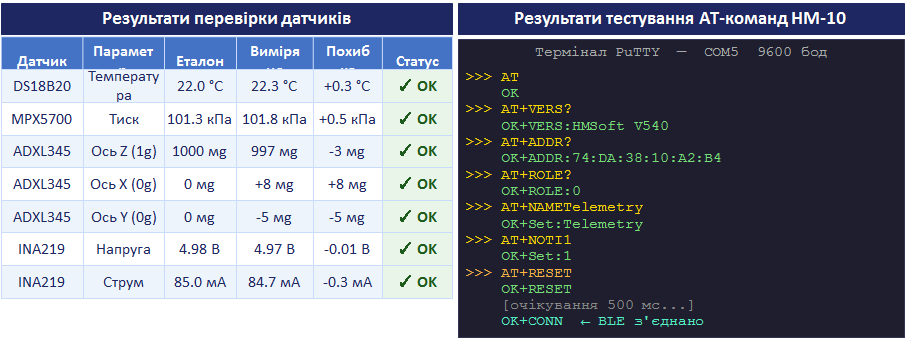 Результати перевірки датчиків
Датчик Параметр Еталон Виміря Похиб Статус
DS18B20 Температу
ра 22.0 °C 22.3 °C +0.3 °C ✓ OK
MPX5700 Тиск 101.3 кПа 101.8 кПа +0.5 кПа ✓ OK
ADXL345 Ось Z (1g) 1000 mg 997 mg -3 mg ✓ OK
ADXL345 Ось X (0g) 0 mg +8 mg +8 mg ✓ OK
ADXL345 Ось Y (0g) 0 mg -5 mg -5 mg ✓ OK
INA219 Напруга 4.98 В 4.97 В -0.01 В ✓ OK
INA219 Струм 85.0 мА 84.7 мА -0.3 мА ✓ OK
Результати тестування AT-команд HM-10
Термінал PuTTY — COM5 9600 бод
>>> AT
OK
>>> AT+VERS?
OK+VERS:HMSoft V540
>>> AT+ADDR?
OK+ADDR:74:DA:38:10:A2:B4
>>> AT+ROLE?
OK+ROLE:0
>>> AT+NAMETelemetry
OK+Set:Telemetry
>>> AT+NOTI1
OK+Set:1
>>> AT+RESET
OK+RESET
[очікування 500 мс...]
OK+CONN ← BLE з'єднано